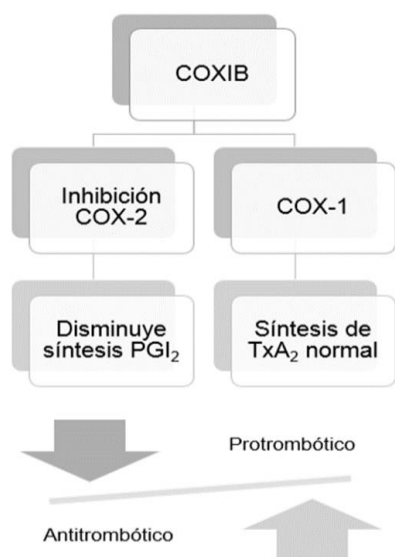 COXIB
Inhibición
COX-2
COX-1
Disminuye
síntesis PGI₂
Síntesis de
TxA₂ normal
Protrombótico
Antitrombótico